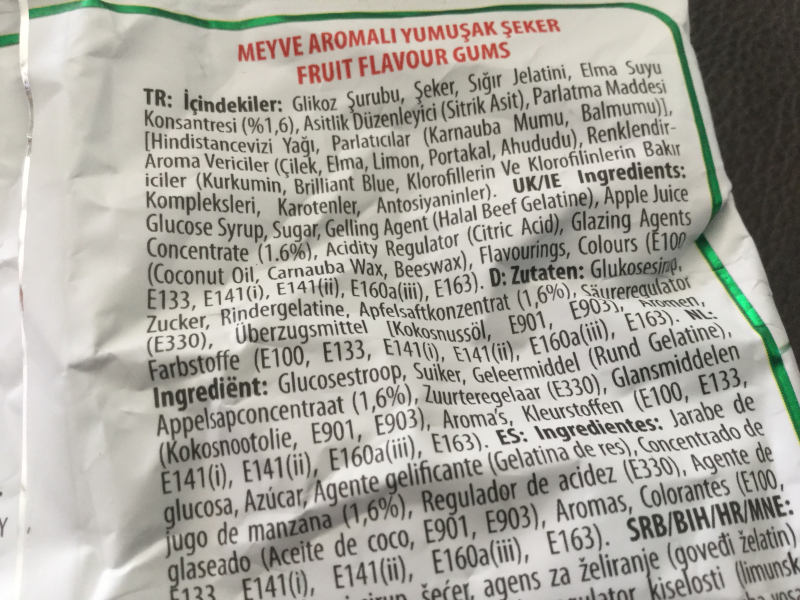 MEYVE AROMALI YUMUŞAK ŞEKER
FRUIT FLAVOUR GUMS
TR: İçindekiler: Glikoz Şurubu, Şeker, Sığır Jelatini, Elma Suyu
Konsantresi (%1,6), Asitlik Düzenleyici (Sitrik Asit), Parlatma Maddesi
[Hindistancevizi Yağı, Parlatıcılar (Karnauba Mumu, Balmumu)],
Aroma Vericiler (Çilek, Elma, Limon, Portakal, Ahududu), Renklendir-
iciler (Kurkumin, Brilliant Blue, Klorofillerin Ve Klorofilinlerin Bakır
Kompleksleri, Karotenler, Antosiyaninler). UK/IE Ingredients:
Glucose Syrup, Sugar, Gelling Agent (Halal Beef Gelatine), Apple Juice
Concentrate (1.6%), Acidity Regulator (Citric Acid), Glazing Agents
(Coconut Oil, Carnauba Wax, Beeswax), Flavourings, Colours (E100
E133, E141(i), E141(ii), E160a(iii), E163). D: Zutaten: Glukosesirup,
Zucker, Rindergelatine, Apfelsaftkonzentrat (1,6%), Säureregulator
(E330), Überzugsmittel [Kokosnussöl, E901, E903), Aromen,
Farbstoffe (E100, E133, E141(i), E141(ii), E160a(iii), E163). NL:
Ingrediënt: Glucosestroop, Suiker, Geleermiddel (Rund Gelatine),
Appelsapconcentraat (1,6%), Zuurteregelaar (E330), Glansmiddelen
(Kokosnootolie, E901, E903), Aroma's, Kleurstoffen (E100, E133,
E141(i), E141(ii), E160a(iii), E163). ES: Ingredientes: Jarabe de
glucosa, Azúcar, Agente gelificante (Gelatina de res), Concentrado de
jugo de manzana (1,6%), Regulador de acidez (E330), Agente de
glaseado (Aceite de coco, E901, E903), Aromas, Colorantes (E100,
E133, E141(i), E141(ii), E160a(iii), E163). SRB/BIH/HR/MNE:
šećer, agens za želiranje (goveđi želatin)
kiselosti (limunsk